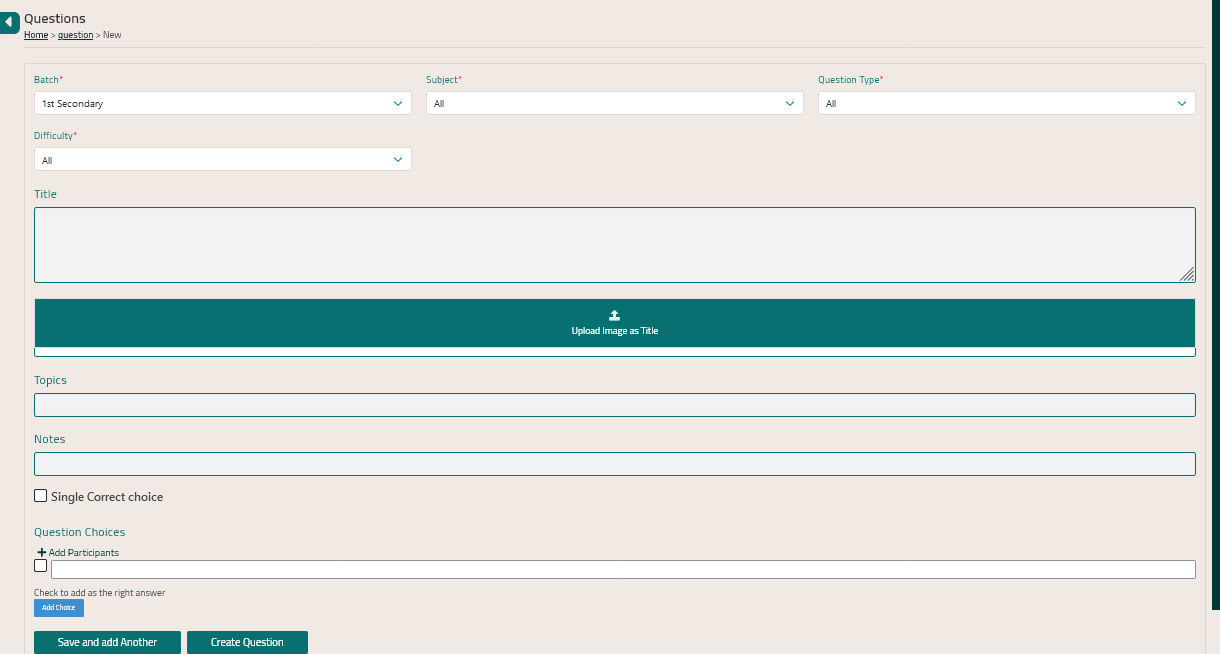 Questions
Home > question > New
Batch* Subject* Question Type*
1st Secondary All All
Difficulty*
All
Title
Upload Image as Title
Topics
Notes
Single Correct choice
Question Choices
+ Add Participants
Check to add as the right answer
Add Choice
Save and add Another Create Question